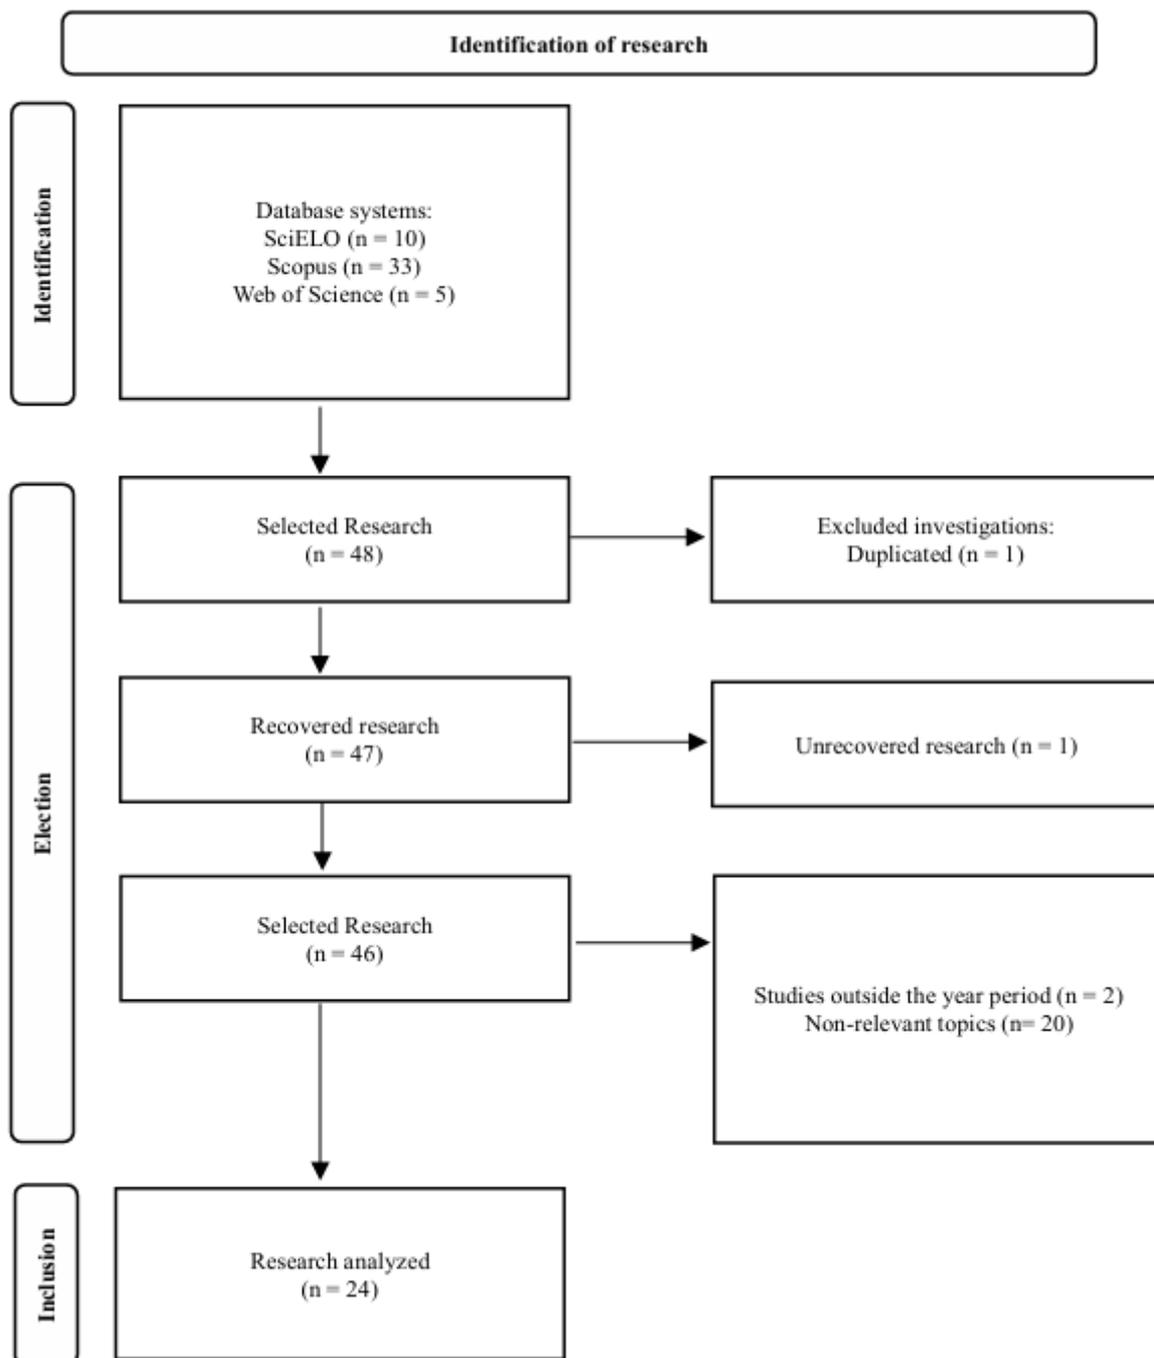 Identification of research
Identification
Database systems:
SciELO (n = 10)
Scopus (n = 33)
Web of Science (n = 5)
Election
Selected Research
(n = 48)
Excluded investigations:
Duplicated (n = 1)
Recovered research
(n = 47)
Unrecovered research (n = 1)
Selected Research
(n = 46)
Studies outside the year period (n = 2)
Non-relevant topics (n= 20)
Inclusion
Research analyzed
(n = 24)